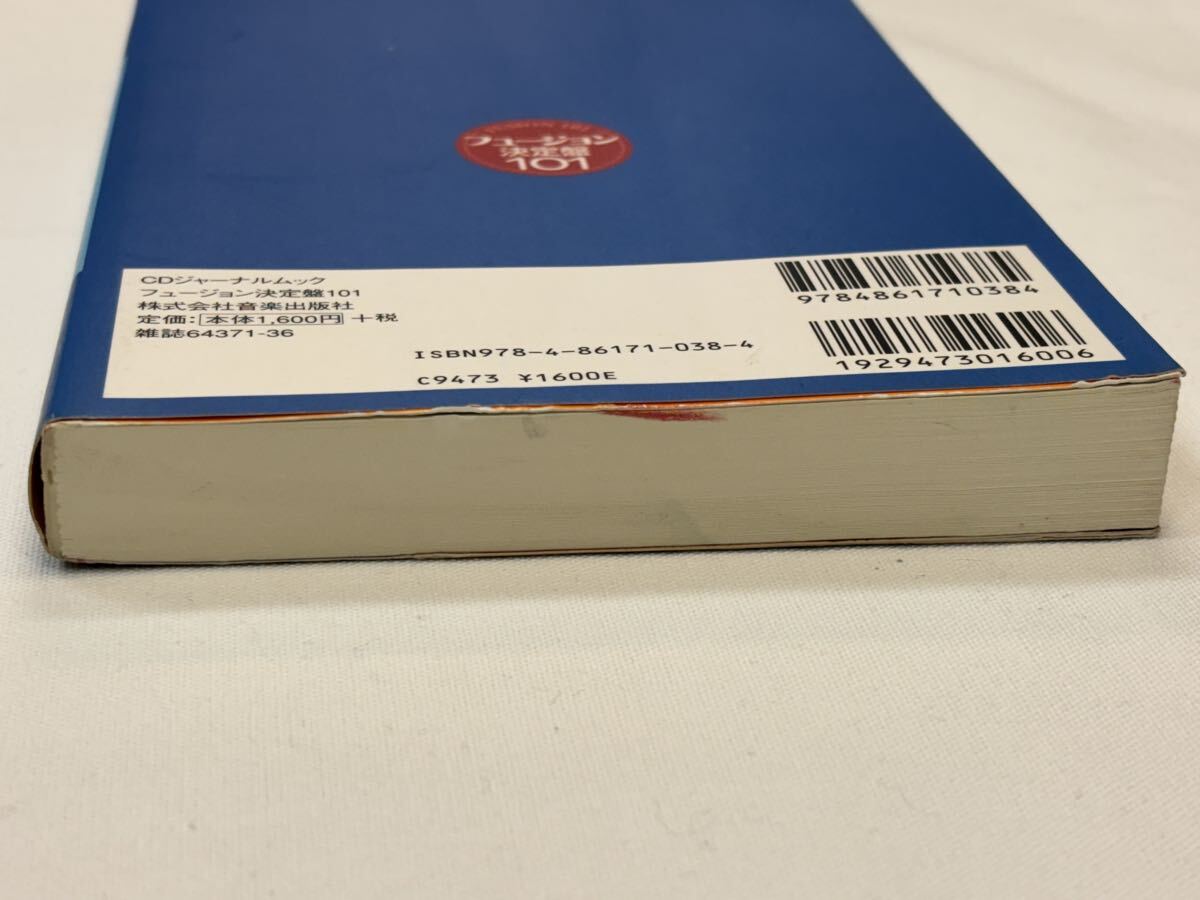 フュージョン
決定盤
101
CDジャーナルムック
フュージョン決定盤101
株式会社音楽出版社
定価:本体1,600円+税
雑誌64371-36
ISBN978-4-86171-038-4
C9473 ¥1600E
9784861710384
1929473016006